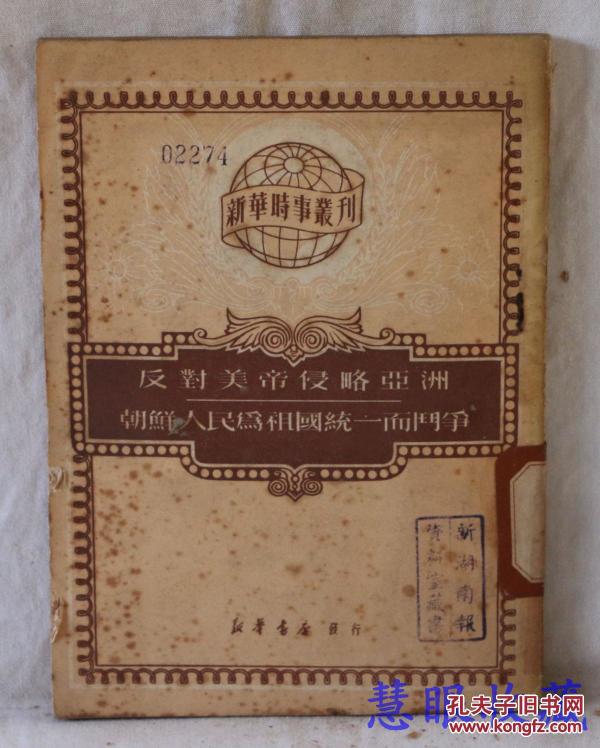 02274
新華時事叢刊
反對美帝侵略亞洲
朝鮮人民爲祖國統一而鬥爭
新湖南報
資料室藏書
新華書店 發行
慧眼收藏
孔夫子旧书网
www.kongfz.com